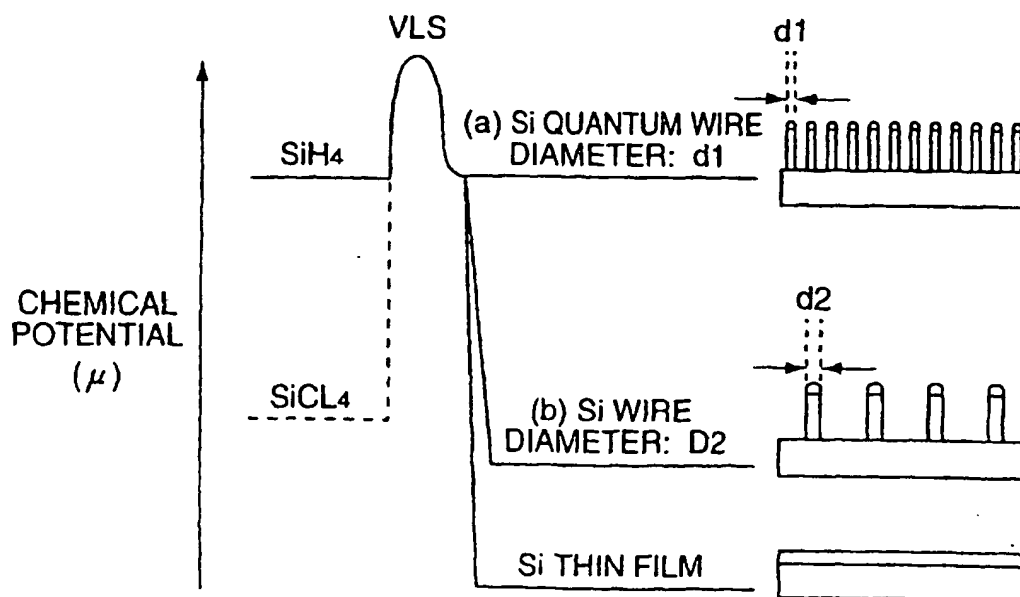 VLS
d1
(a) Si QUANTUM WIRE
DIAMETER: d1
SiH4
CHEMICAL
POTENTIAL
(μ)
d2
SiCL4
(b) Si WIRE
DIAMETER: D2
Si THIN FILM